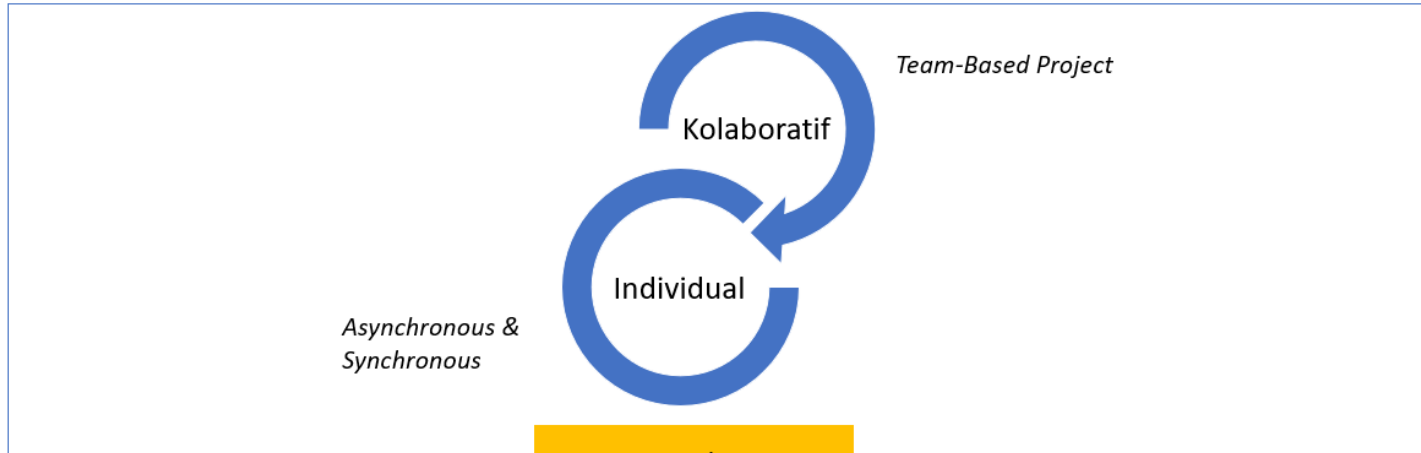 Team-Based Project
Kolaboratif
Individual
Asynchronous &
Synchronous